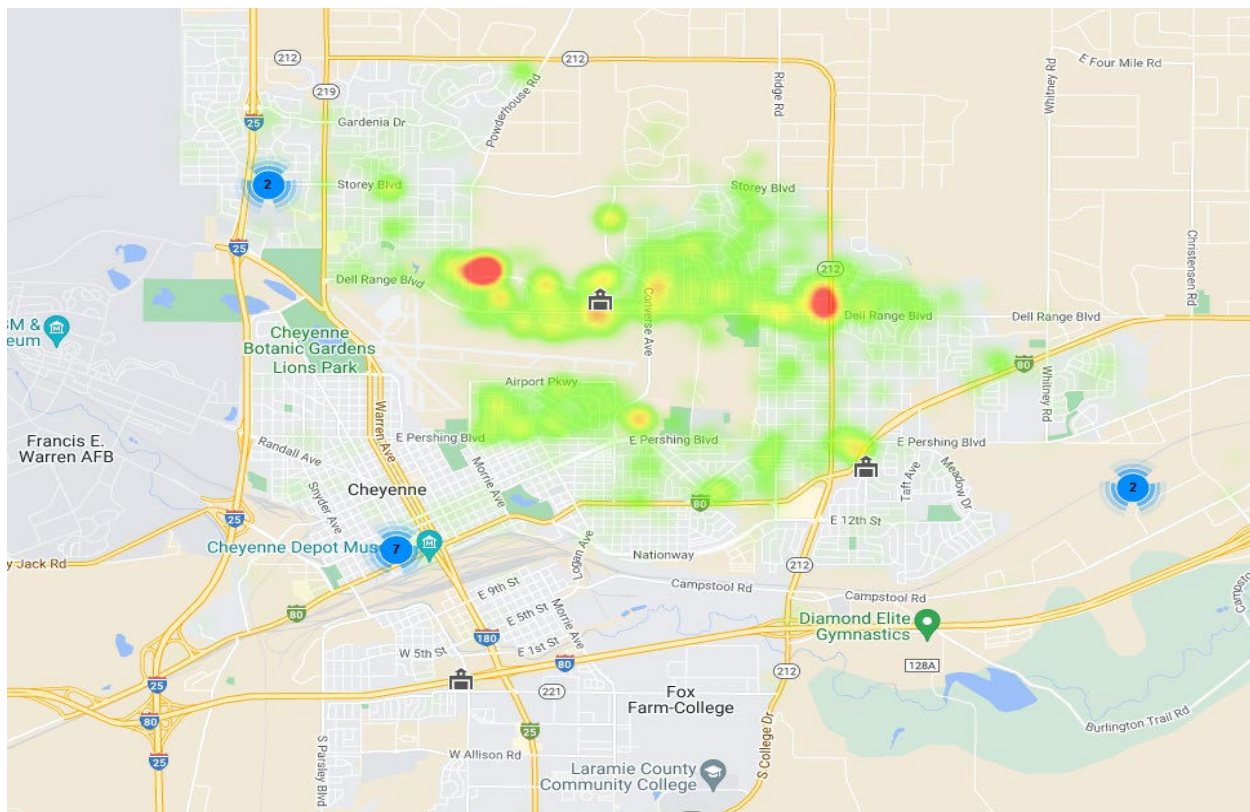 212
212
E Four Mile Rd
219
Powderhouse Rd
Ridge Rd
Whitney Rd
25
Gardenia Dr
2
Storey Blvd
Storey Blvd
25
Christensen Rd
212
Dell Range Blvd
Converse Ave
Dell Range Blvd
Dell Range Blvd
Cheyenne
Botanic Gardens
Lions Park
80
Whitney Rd
Airport Pkwy
Warren Ave
Francis E.
Warren AFB
Randall Ave
E Pershing Blvd
E Pershing Blvd
E Pershing Blvd
Morrie Ave
Taft Ave
Meadow Dr
Snyder Ave
Cheyenne
2
80
25
E 12th St
7
Cheyenne Depot Mus
Logan Ave
Nationway
y Jack Rd
212
Campstool Rd
Campstool Rd
E 9th St
E 5th St
Morrie Ave
80
180
Diamond Elite
Gymnastics
W 5th St
E 1st St
80
212
128A
25
221
Fox
Farm-College
80
25
S Parsley Blvd
W Allison Rd
S College Dr
Burlington Trail Rd
25
Laramie County
Community College